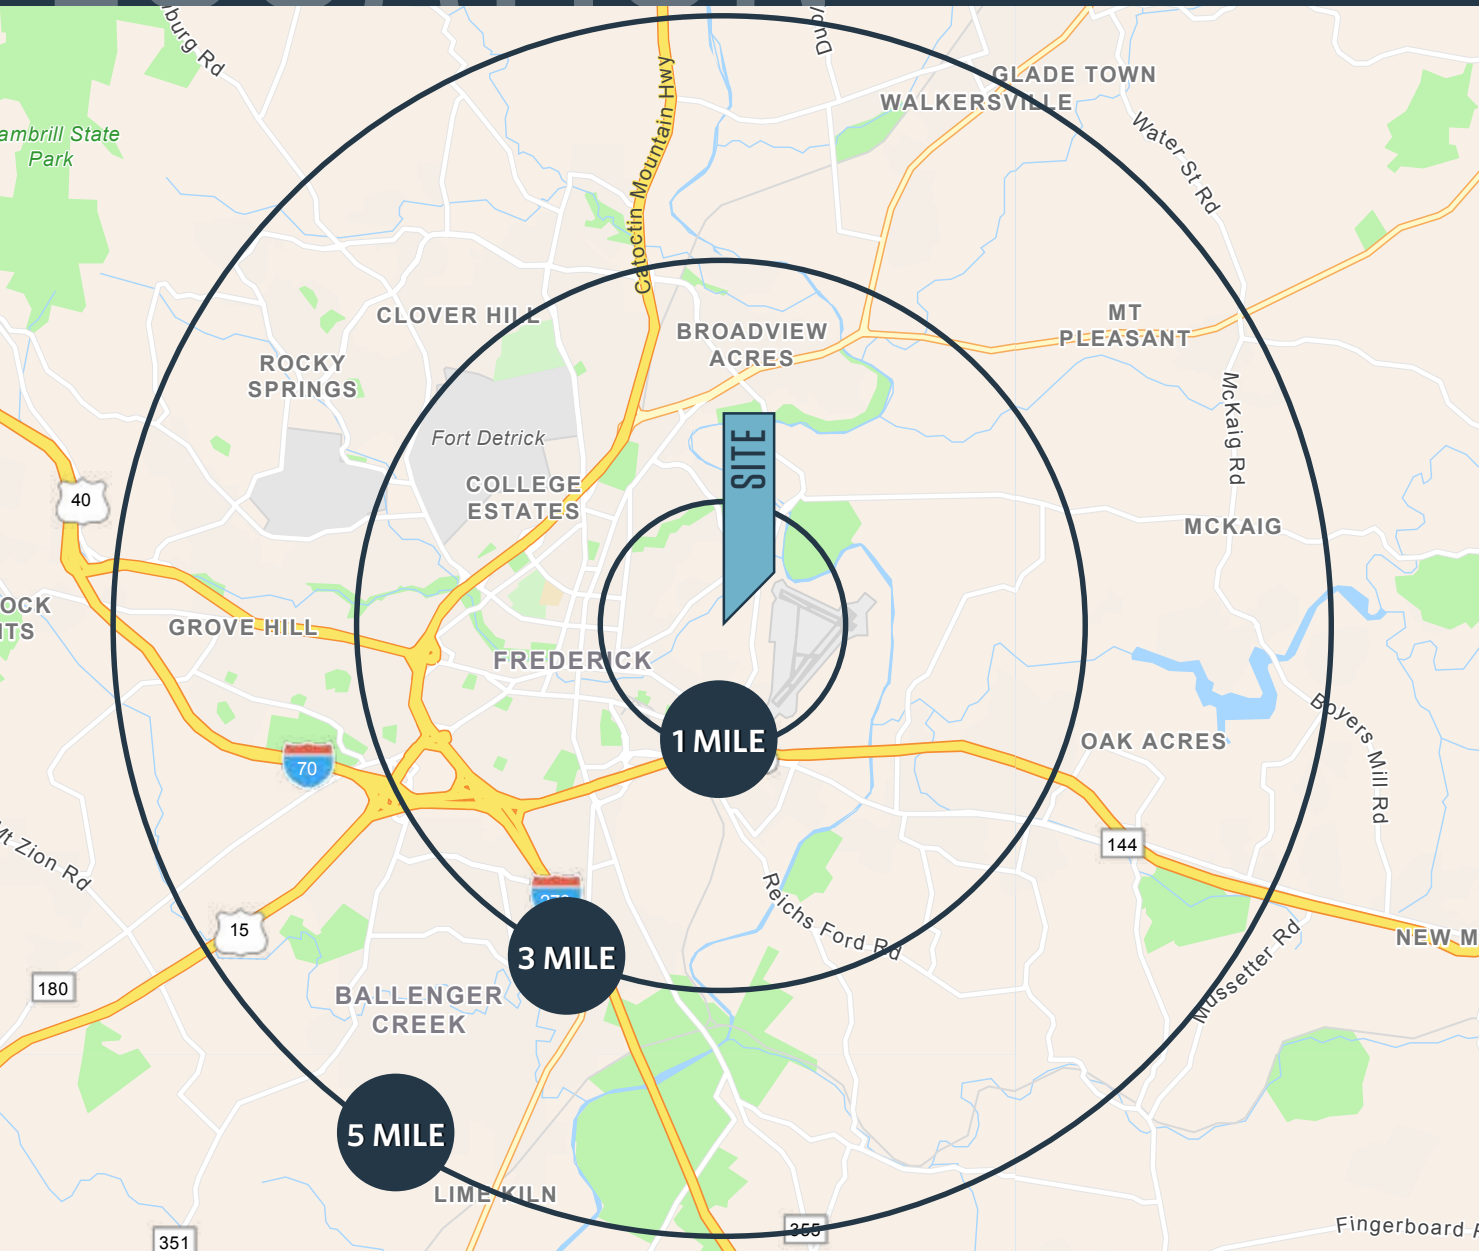 burg Rd
GLADE TOWN
WALKERSVILLE
ambrill State
Park
Catoctin Mountain Hwy
Water St Rd
CLOVER HILL
BROADVIEW
ACRES
MT
PLEASANT
ROCKY
SPRINGS
McKaig Rd
Fort Detrick
SITE
COLLEGE
ESTATES
40
MCKAIG
OCK
GROVE HILL
FREDERICK
Boyers Mill Rd
1 MILE
OAK ACRES
70
144
Mt Zion Rd
Reichs Ford Rd
15
NEW M
3 MILE
Mussetter Rd
180
BALLENGER
CREEK
5 MILE
LIME KILN
355
351
Fingerboard